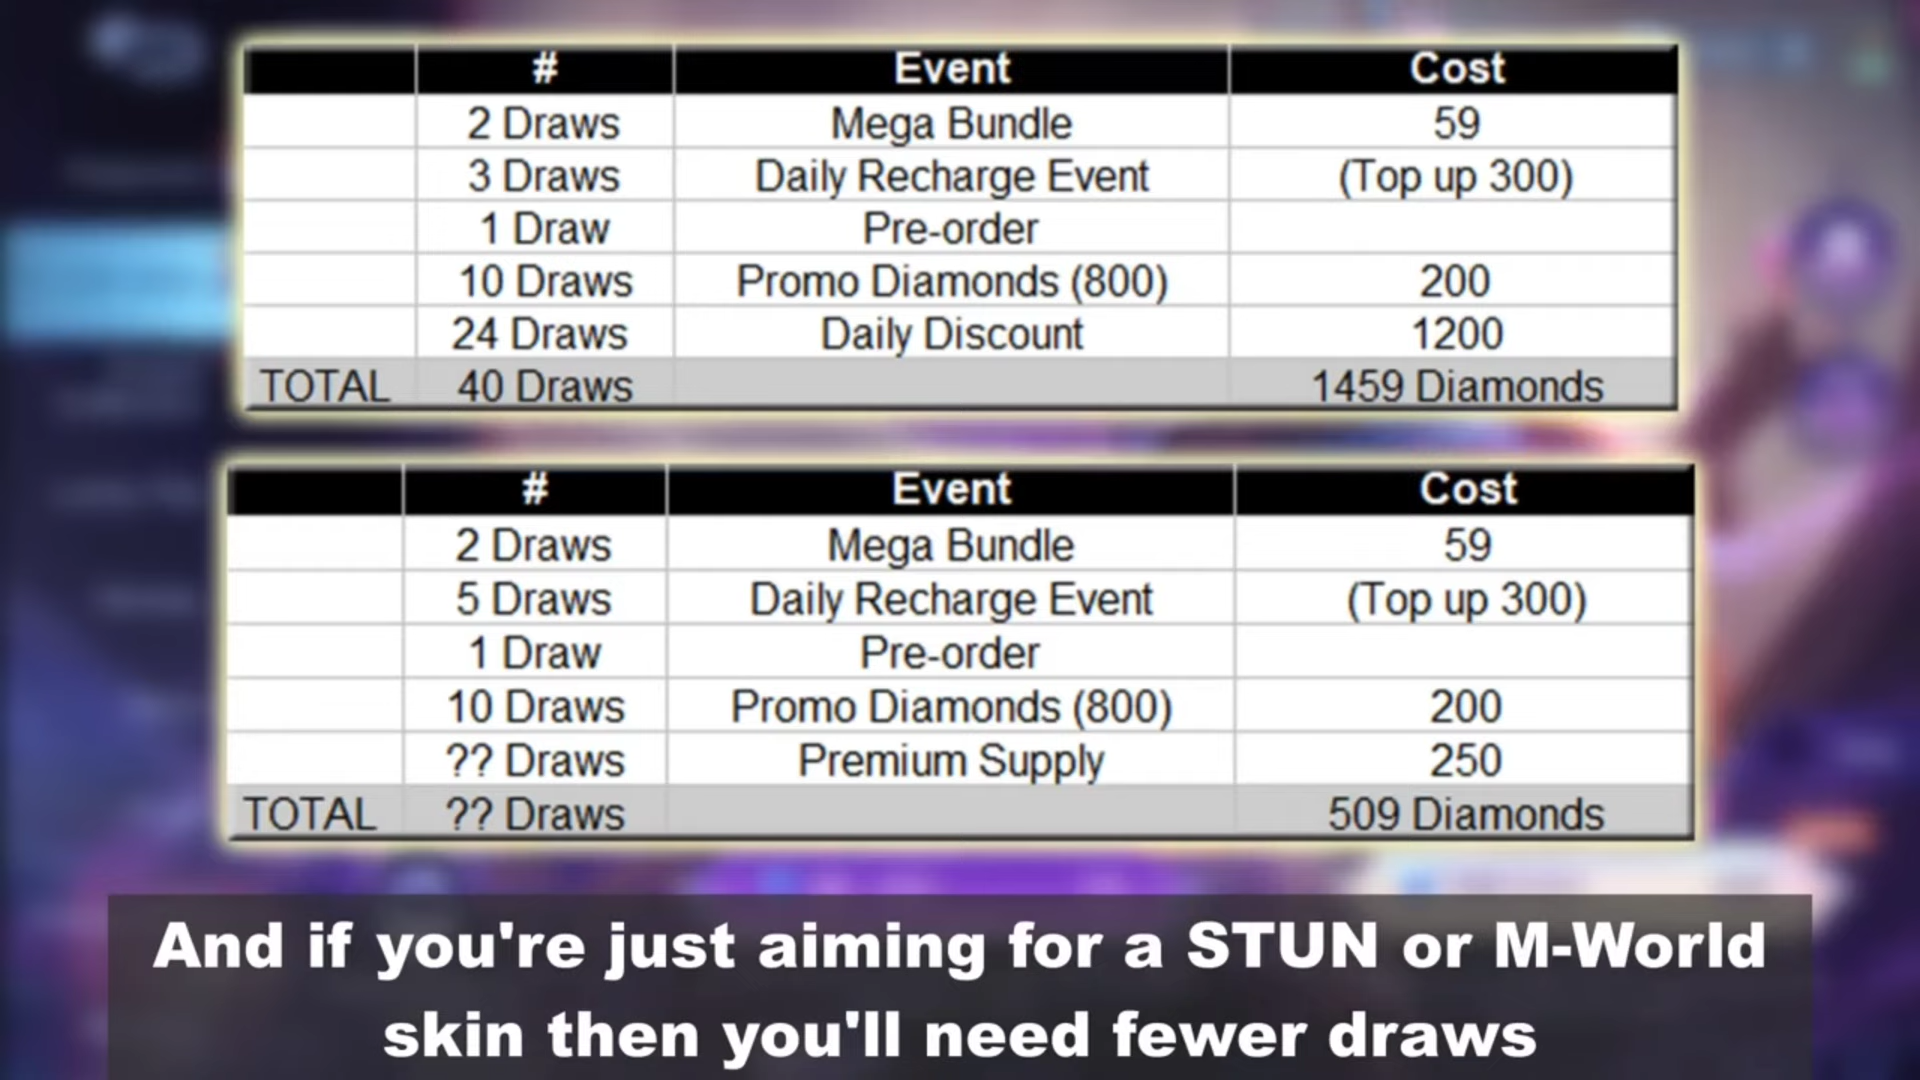 # Event Cost
2 Draws Mega Bundle 59
3 Draws Daily Recharge Event (Top up 300)
1 Draw Pre-order
10 Draws Promo Diamonds (800) 200
24 Draws Daily Discount 1200
TOTAL 40 Draws 1459 Diamonds
# Event Cost
2 Draws Mega Bundle 59
5 Draws Daily Recharge Event (Top up 300)
1 Draw Pre-order
10 Draws Promo Diamonds (800) 200
?? Draws Premium Supply 250
TOTAL ?? Draws 509 Diamonds
And if you're just aiming for a STUN or M-World
skin then you'll need fewer draws